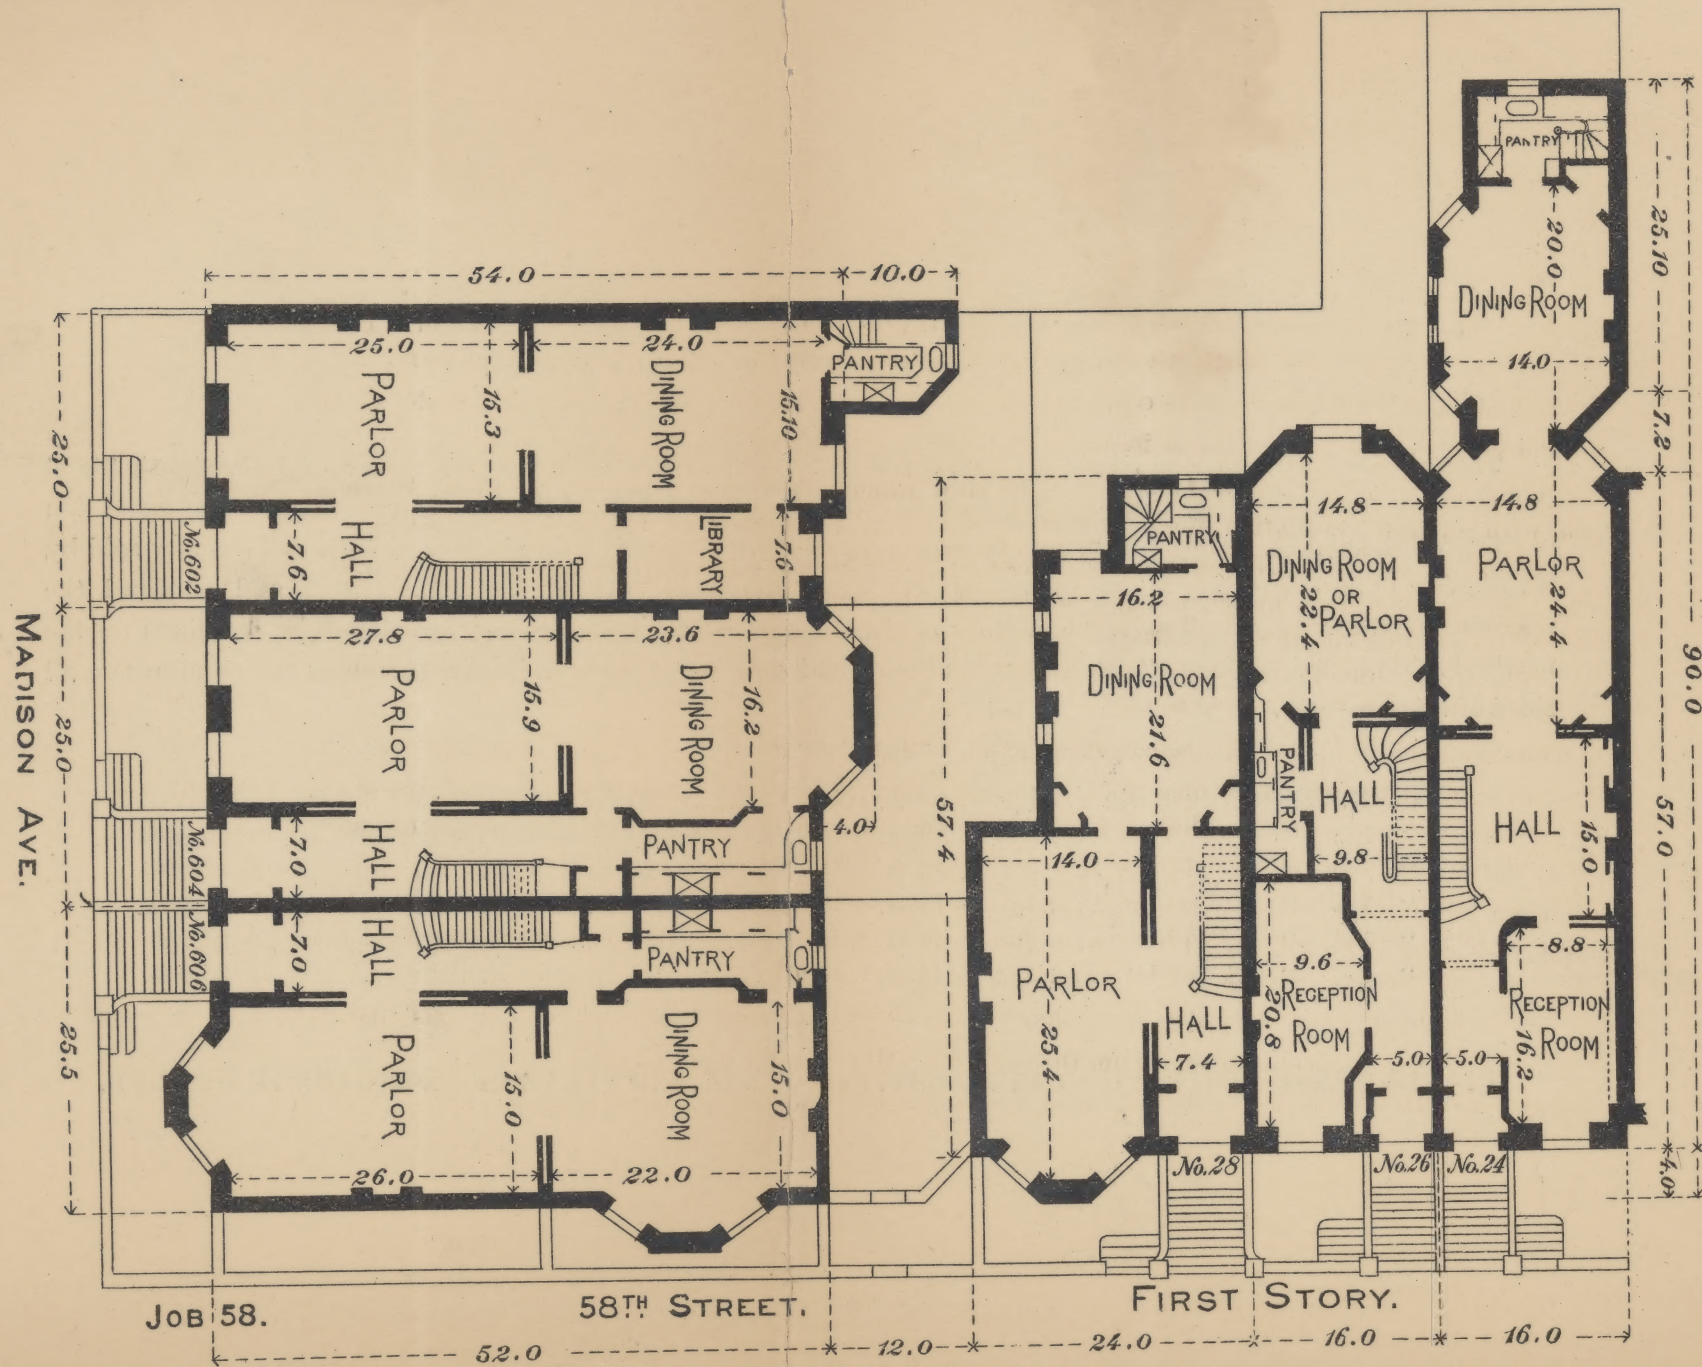 54.0
10.0
25.0
24.0
PANTRY
PARLOR
15.3
DINING ROOM
15.10
25.0
No. 602
7.6
HALL
LIBRARY
7.6
27.8
23.6
PARLOR
15.9
DINING ROOM
16.2
4.0
25.0
MADISON AVE.
No. 604
7.0
HALL
PANTRY
No. 606
7.0
HALL
PANTRY
25.5
PARLOR
15.0
DINING ROOM
15.0
26.0
22.0
57.4
PANTRY
16.2
DINING ROOM
21.6
14.0
PARLOR
25.4
HALL
7.4
No. 28
14.8
DINING ROOM
OR
PARLOR
22.4
PANTRY
HALL
9.8
9.6
RECEPTION
ROOM
20.8
5.0
No. 26
PANTRY
20.0
DINING ROOM
14.0
25.10
7.2
14.8
PARLOR
24.4
HALL
15.0
8.8
RECEPTION
ROOM
16.2
5.0
No. 24
57.0
90.0
4.0
JOB 58.
58TH STREET.
FIRST STORY.
52.0
12.0
24.0
16.0
16.0